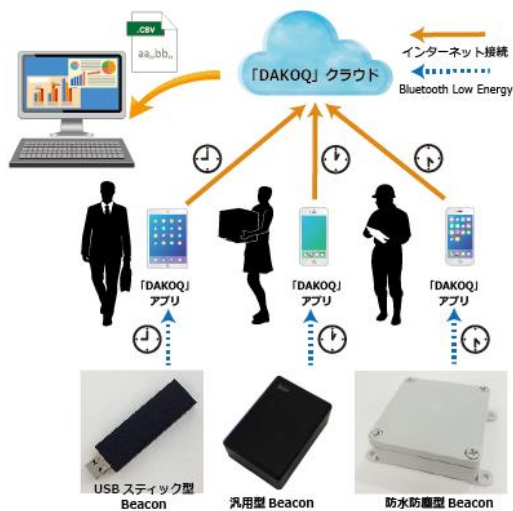 .CSV
aa,,bb,,
「DAKOQ」クラウド
インターネット接続
Bluetooth Low Energy
「DAKOQ」
アプリ
「DAKOQ」
アプリ
「DAKOQ」
アプリ
USB スティック型
Beacon
汎用型 Beacon
防水防塵型 Beacon